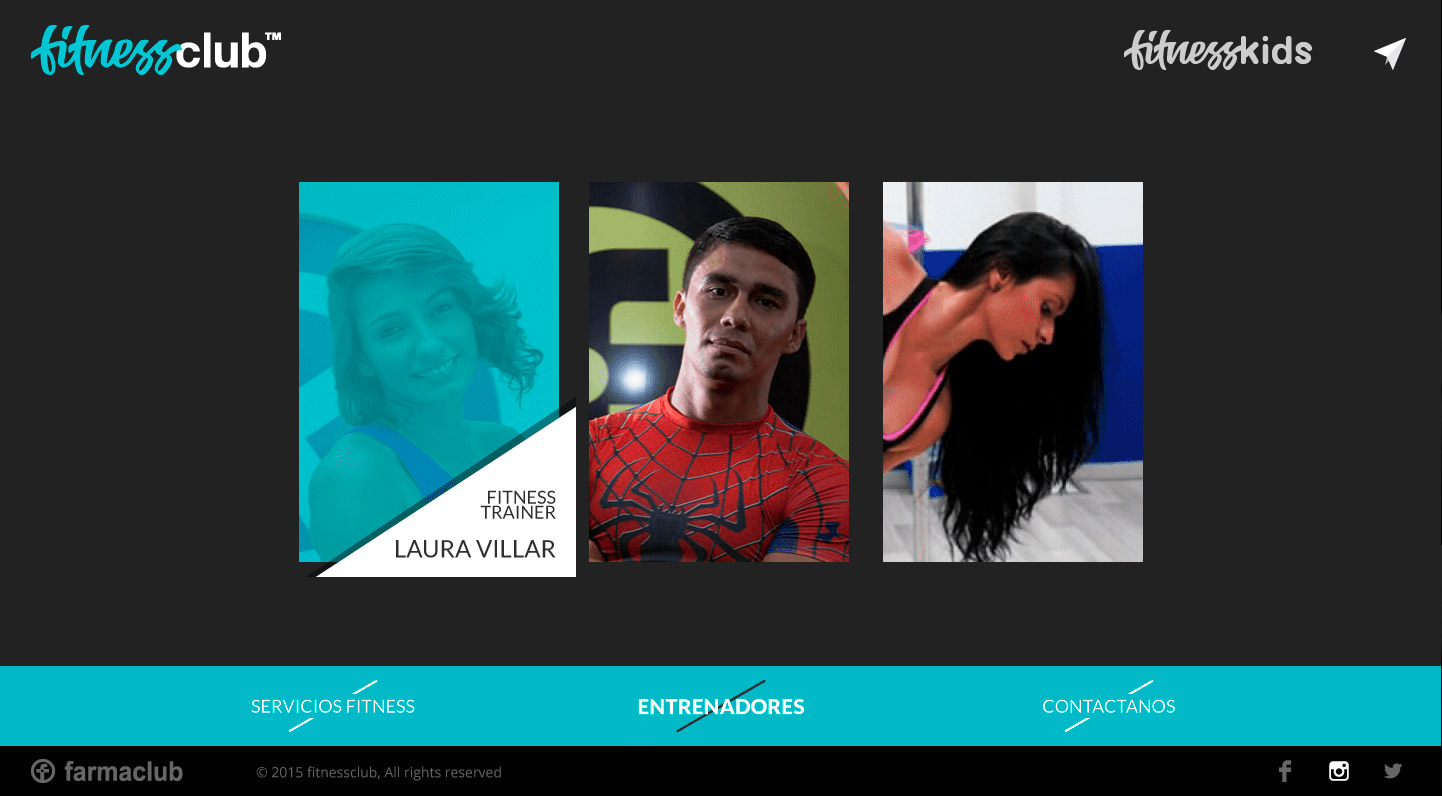 fitnessclub™
fitnesskids
FITNESS
TRAINER
LAURA VILLAR
SERVICIOS FITNESS
ENTRENADORES
CONTACTANOS
farmaclub
© 2015 fitnessclub, All rights reserved